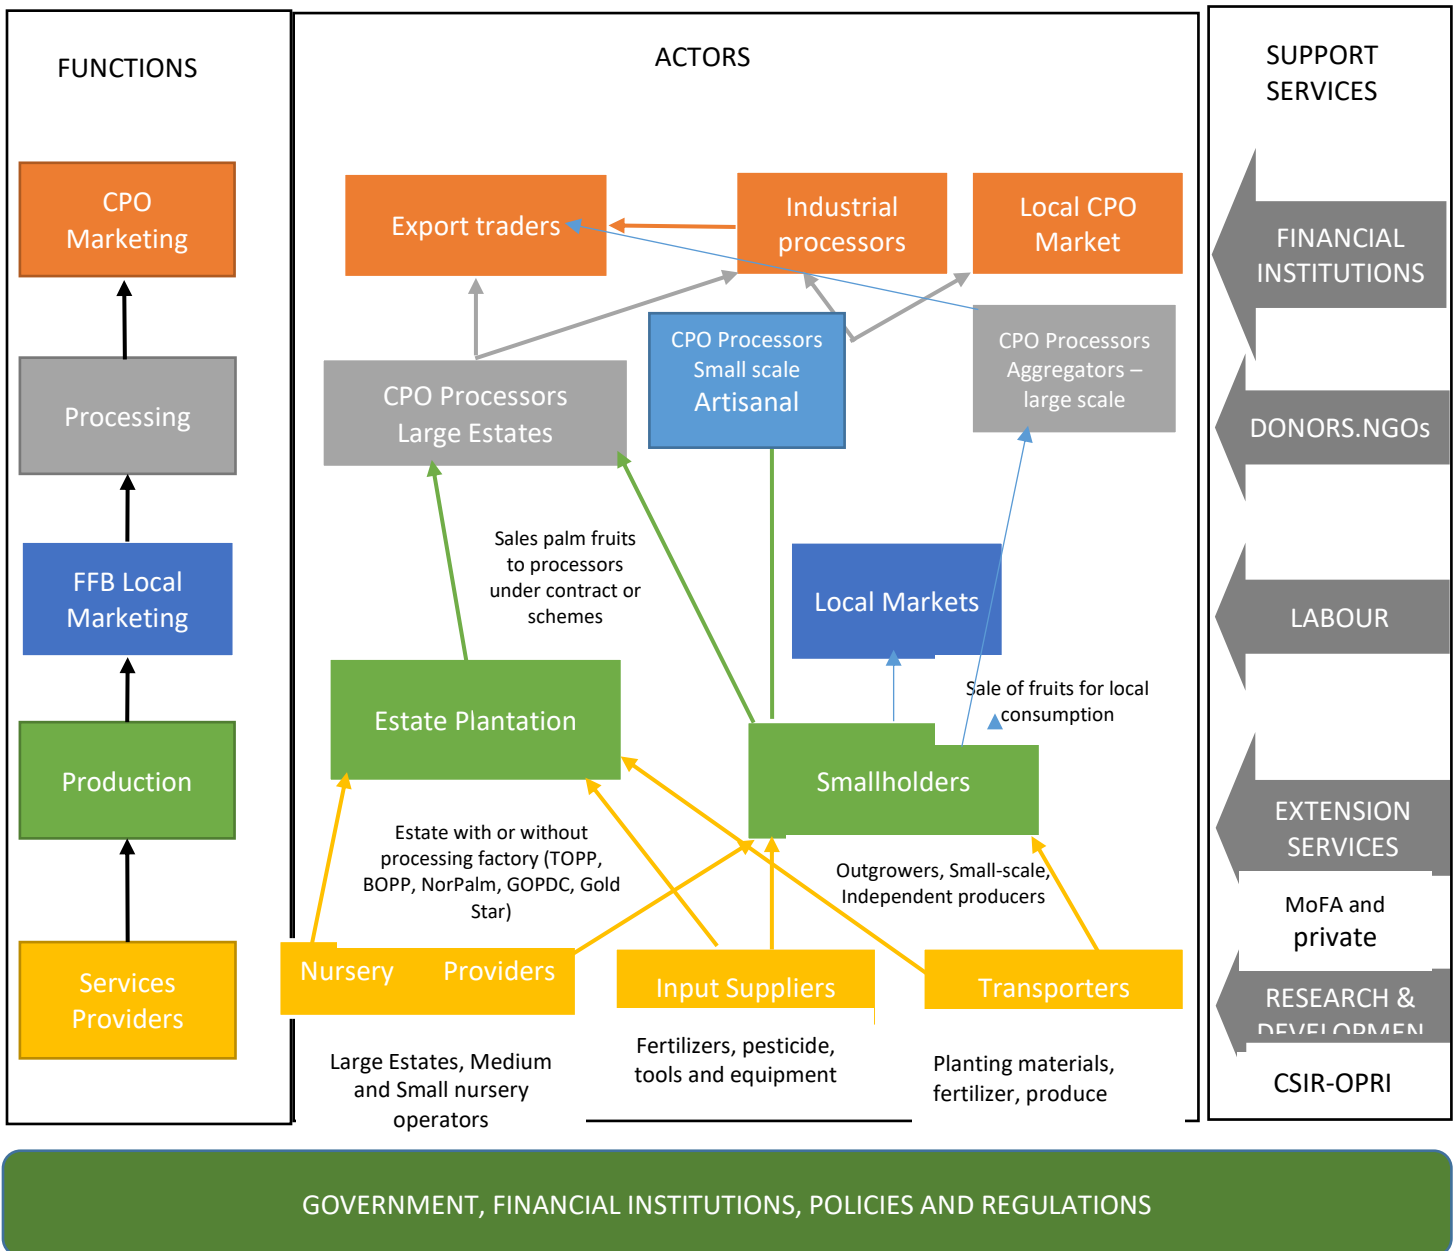 FUNCTIONS
ACTORS
SUPPORT
SERVICES
CPO
Marketing
Export traders
Industrial
processors
Local CPO
Market
FINANCIAL
INSTITUTIONS
Processing
CPO Processors
Large Estates
CPO Processors
Small scale
Artisanal
CPO Processors
Aggregators –
large scale
DONORS.NGOs
FFB Local
Marketing
Sales palm fruits
to processors
under contract or
schemes
Local Markets
LABOUR
Production
Estate Plantation
Sale of fruits for local
consumption
Smallholders
EXTENSION
SERVICES
MoFA and
private
Estate with or without
processing factory (TOPP,
BOPP, NorPalm, GOPDC, Gold
Star)
Outgrowers, Small-scale,
Independent producers
Services
Providers
Nursery Providers
Input Suppliers
Transporters
RESEARCH &
DEVELOPMEN
CSIR-OPRI
Large Estates, Medium
and Small nursery
operators
Fertilizers, pesticide,
tools and equipment
Planting materials,
fertilizer, produce
GOVERNMENT, FINANCIAL INSTITUTIONS, POLICIES AND REGULATIONS